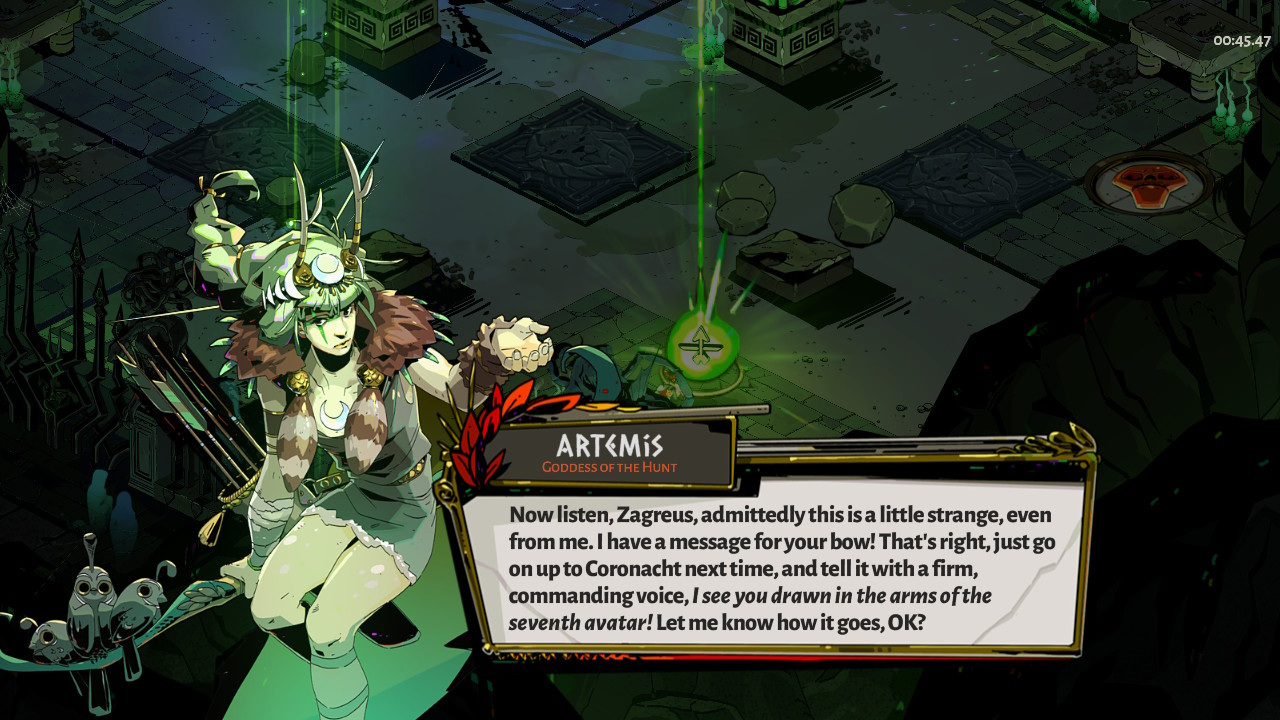 00:45.47
ARTEMIS
GODDESS OF THE HUNT
Now listen, Zagreus, admittedly this is a little strange, even
from me. I have a message for your bow! That's right, just go
on up to Coronacht next time, and tell it with a firm,
commanding voice, I see you drawn in the arms of the
seventh avatar! Let me know how it goes, OK?